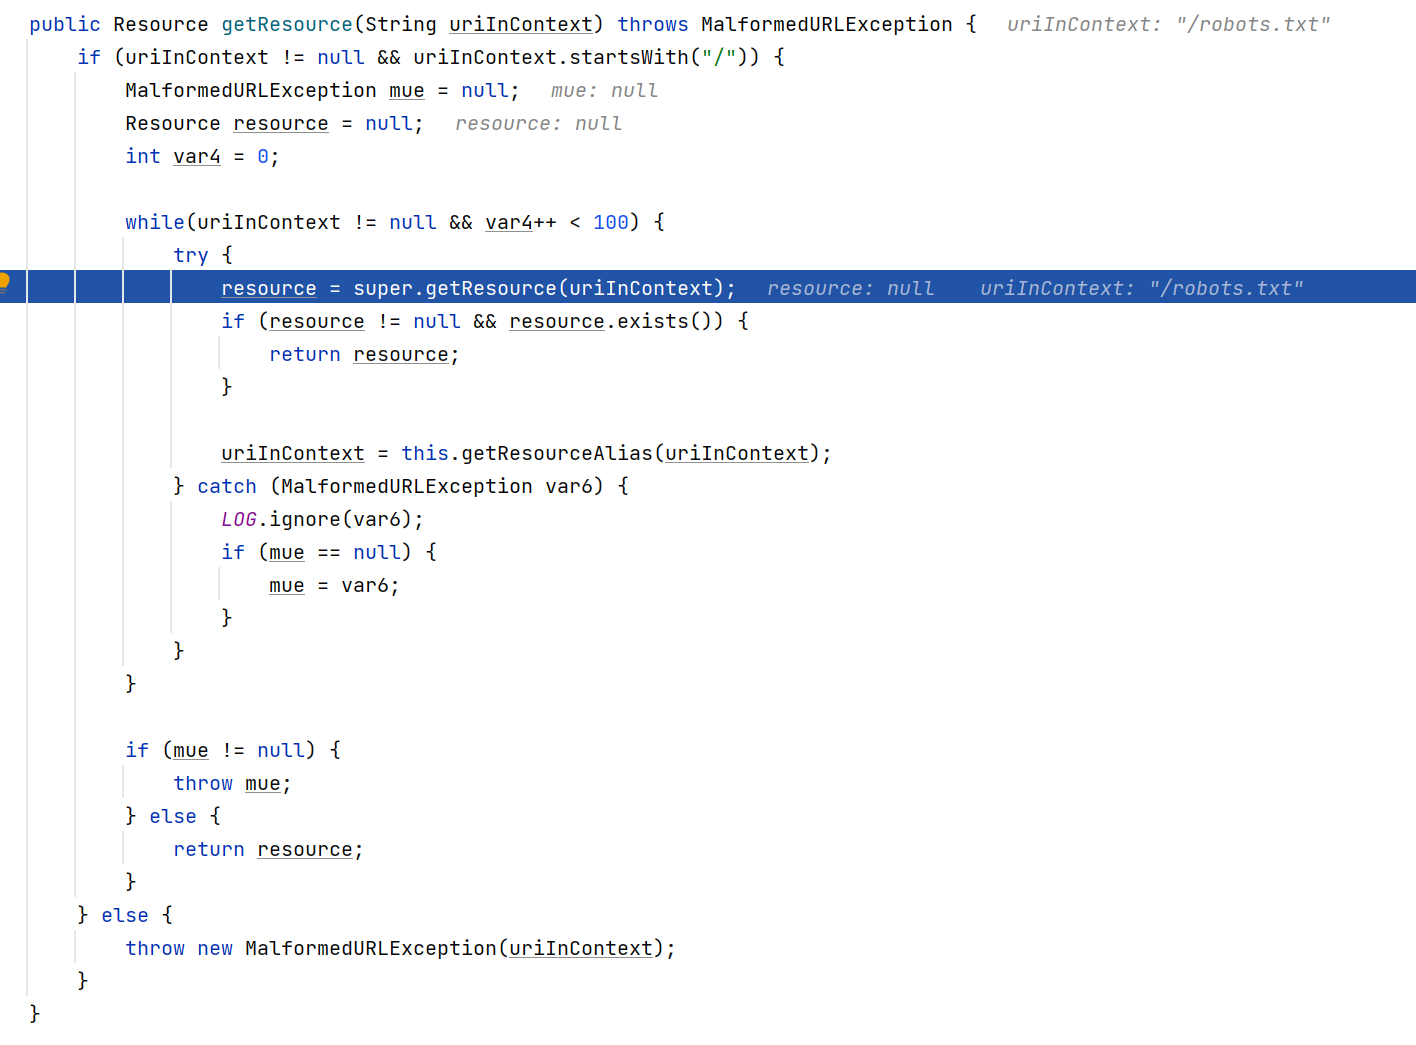 public Resource getResource(String uriInContext) throws MalformedURLException {   uriInContext: "/robots.txt"
    if (uriInContext != null && uriInContext.startsWith("/")) {
        MalformedURLException mue = null;   mue: null
        Resource resource = null;   resource: null
        int var4 = 0;

        while(uriInContext != null && var4++ < 100) {
            try {
                resource = super.getResource(uriInContext);   resource: null    uriInContext: "/robots.txt"
                if (resource != null && resource.exists()) {
                    return resource;
                }

                uriInContext = this.getResourceAlias(uriInContext);
            } catch (MalformedURLException var6) {
                LOG.ignore(var6);
                if (mue == null) {
                    mue = var6;
                }
            }
        }

        if (mue != null) {
            throw mue;
        } else {
            return resource;
        }
    } else {
        throw new MalformedURLException(uriInContext);
    }
}